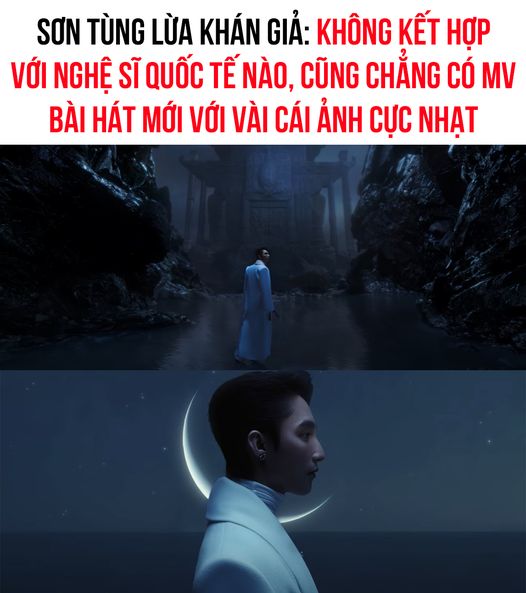 SƠN TÙNG LỪA KHÁN GIẢ: KHÔNG KẾT HỢP
VỚI NGHỆ SĨ QUỐC TẾ NÀO, CŨNG CHẲNG CÓ MV
BÀI HÁT MỚI VỚI VÀI CÁI ẢNH CỰC NHẠT